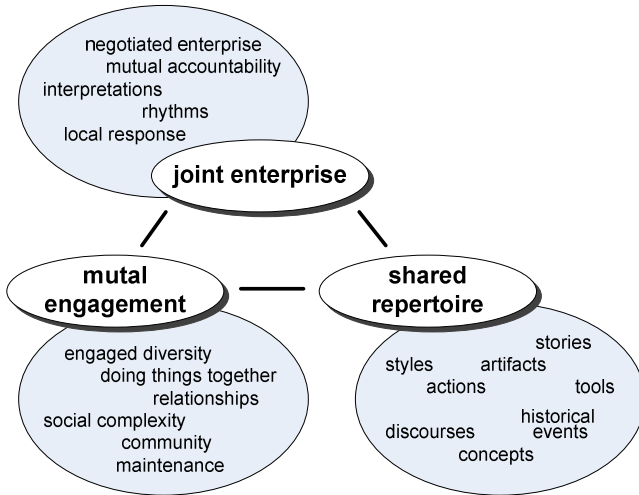 negotiated enterprise
mutual accountability
interpretations
rhythms
local response
joint enterprise
mutal
engagement
engaged diversity
doing things together
relationships
social complexity
community
maintenance
shared
repertoire
stories
styles artifacts
actions tools
historical
discourses events
concepts